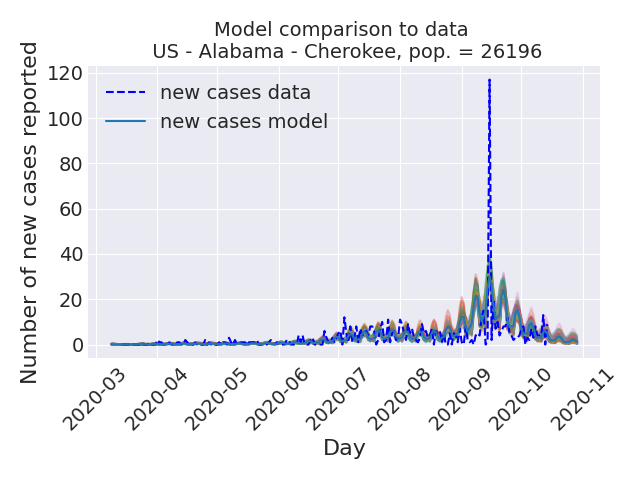 Model comparison to data
US - Alabama - Cherokee, pop. = 26196
Number of new cases reported
120
100
80
60
40
20
0
new cases data
new cases model
2020-03
2020-04
2020-05
2020-06
2020-07
2020-08
2020-09
2020-10
2020-11
Day